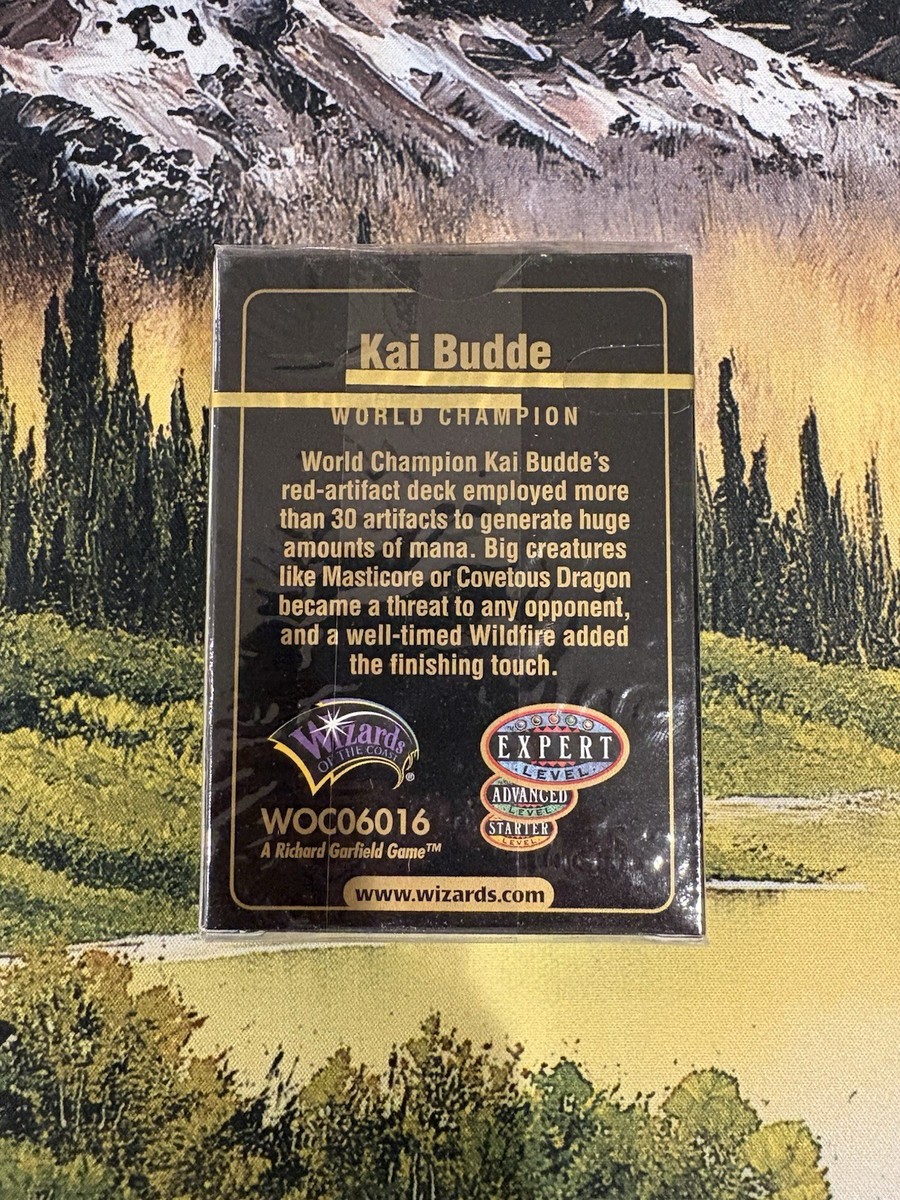 Kai Budde
WORLD CHAMPION
World Champion Kai Budde's
red-artifact deck employed more
than 30 artifacts to generate huge
amounts of mana. Big creatures
like Masticore or Covetous Dragon
became a threat to any opponent,
and a well-timed Wildfire added
the finishing touch.
Wizards
OF THE COAST
®
EXPERT
LEVEL
ADVANCED
LEVEL
STARTER
LEVEL
WOC06016
A Richard Garfield Game™
www.wizards.com